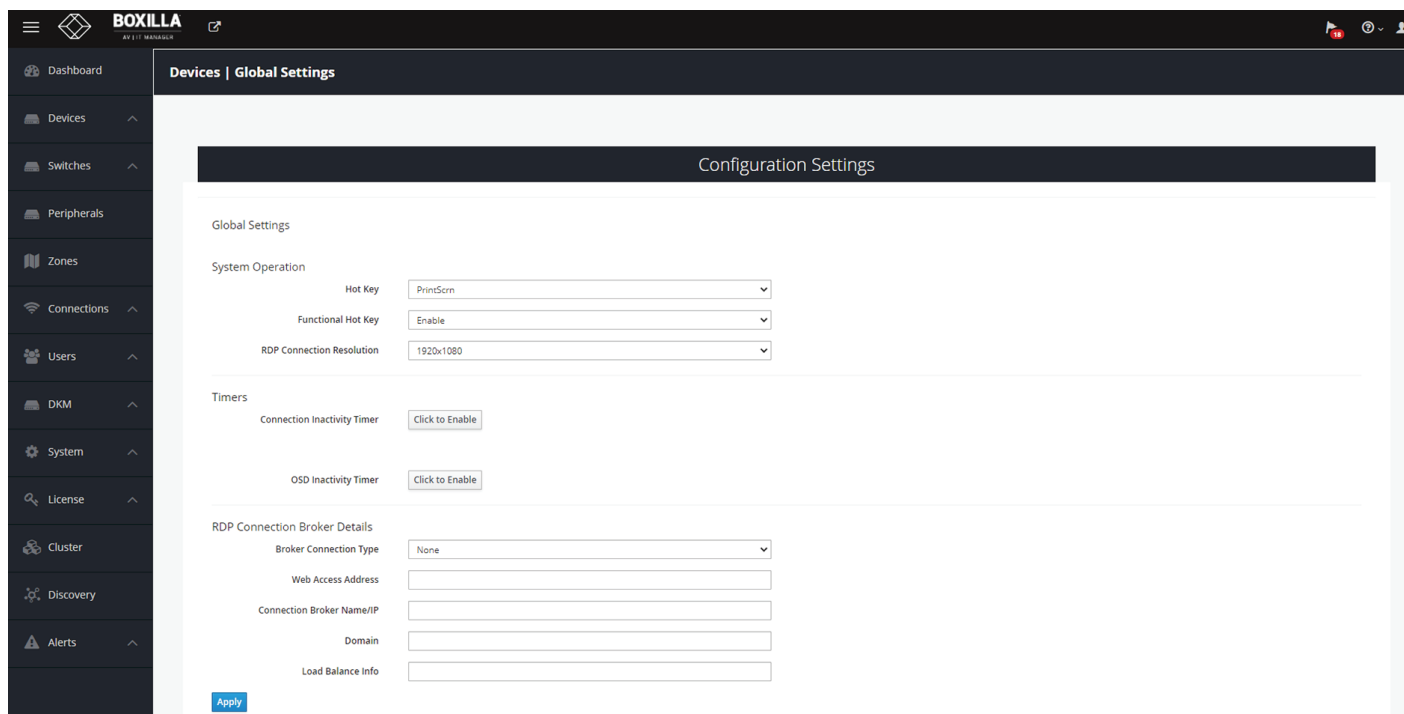 BOXILLA
AV | IT MANAGER
18
Dashboard
Devices
Switches
Peripherals
Zones
Connections
Users
DKM
System
License
Cluster
Discovery
Alerts
Devices | Global Settings
Configuration Settings
Global Settings
System Operation
Hot Key PrintScrn
Functional Hot Key Enable
RDP Connection Resolution 1920x1080
Timers
Connection Inactivity Timer Click to Enable
OSD Inactivity Timer Click to Enable
RDP Connection Broker Details
Broker Connection Type None
Web Access Address
Connection Broker Name/IP
Domain
Load Balance Info
Apply